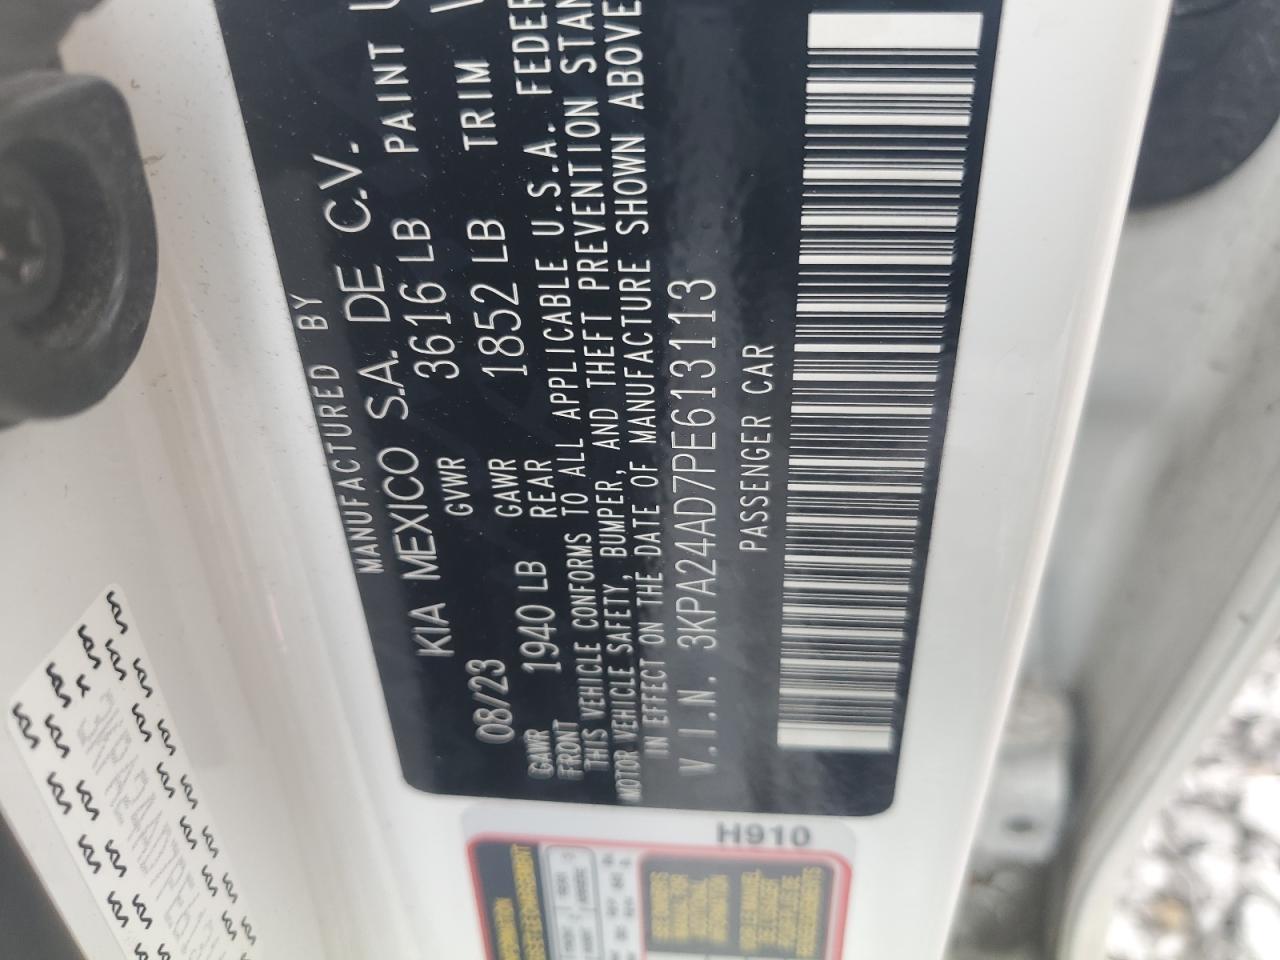 MANUFACTURED BY
KIA MEXICO S.A. DE C.V.
08/23 GVWR 3616 LB PAINT
GAWR FRONT 1940 LB GAWR REAR 1852 LB TRIM
THIS VEHICLE CONFORMS TO ALL APPLICABLE U.S.A. FEDER
MOTOR VEHICLE SAFETY, BUMPER, AND THEFT PREVENTION STAN
IN EFFECT ON THE DATE OF MANUFACTURE SHOWN ABOVE
V.I.N. 3KPA24AD7PE613113
PASSENGER CAR
H910
3KPA24AD7PE613